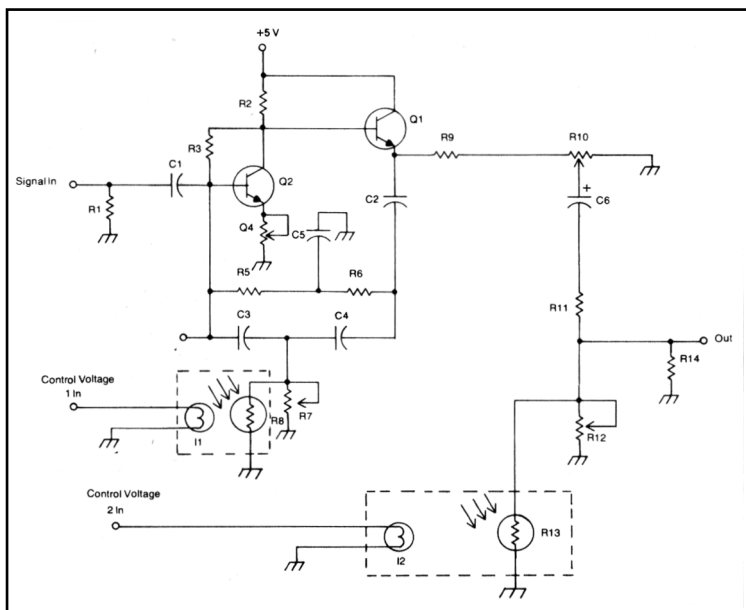 +5 V
R2
Q1
R3
R9
R10
C1
Signal In
Q2
C2
+
C6
R1
Q4
C5
R5
R6
R11
C3
C4
Out
R14
Control Voltage
1 In
R8
R7
R12
I1
Control Voltage
2 In
R13
I2